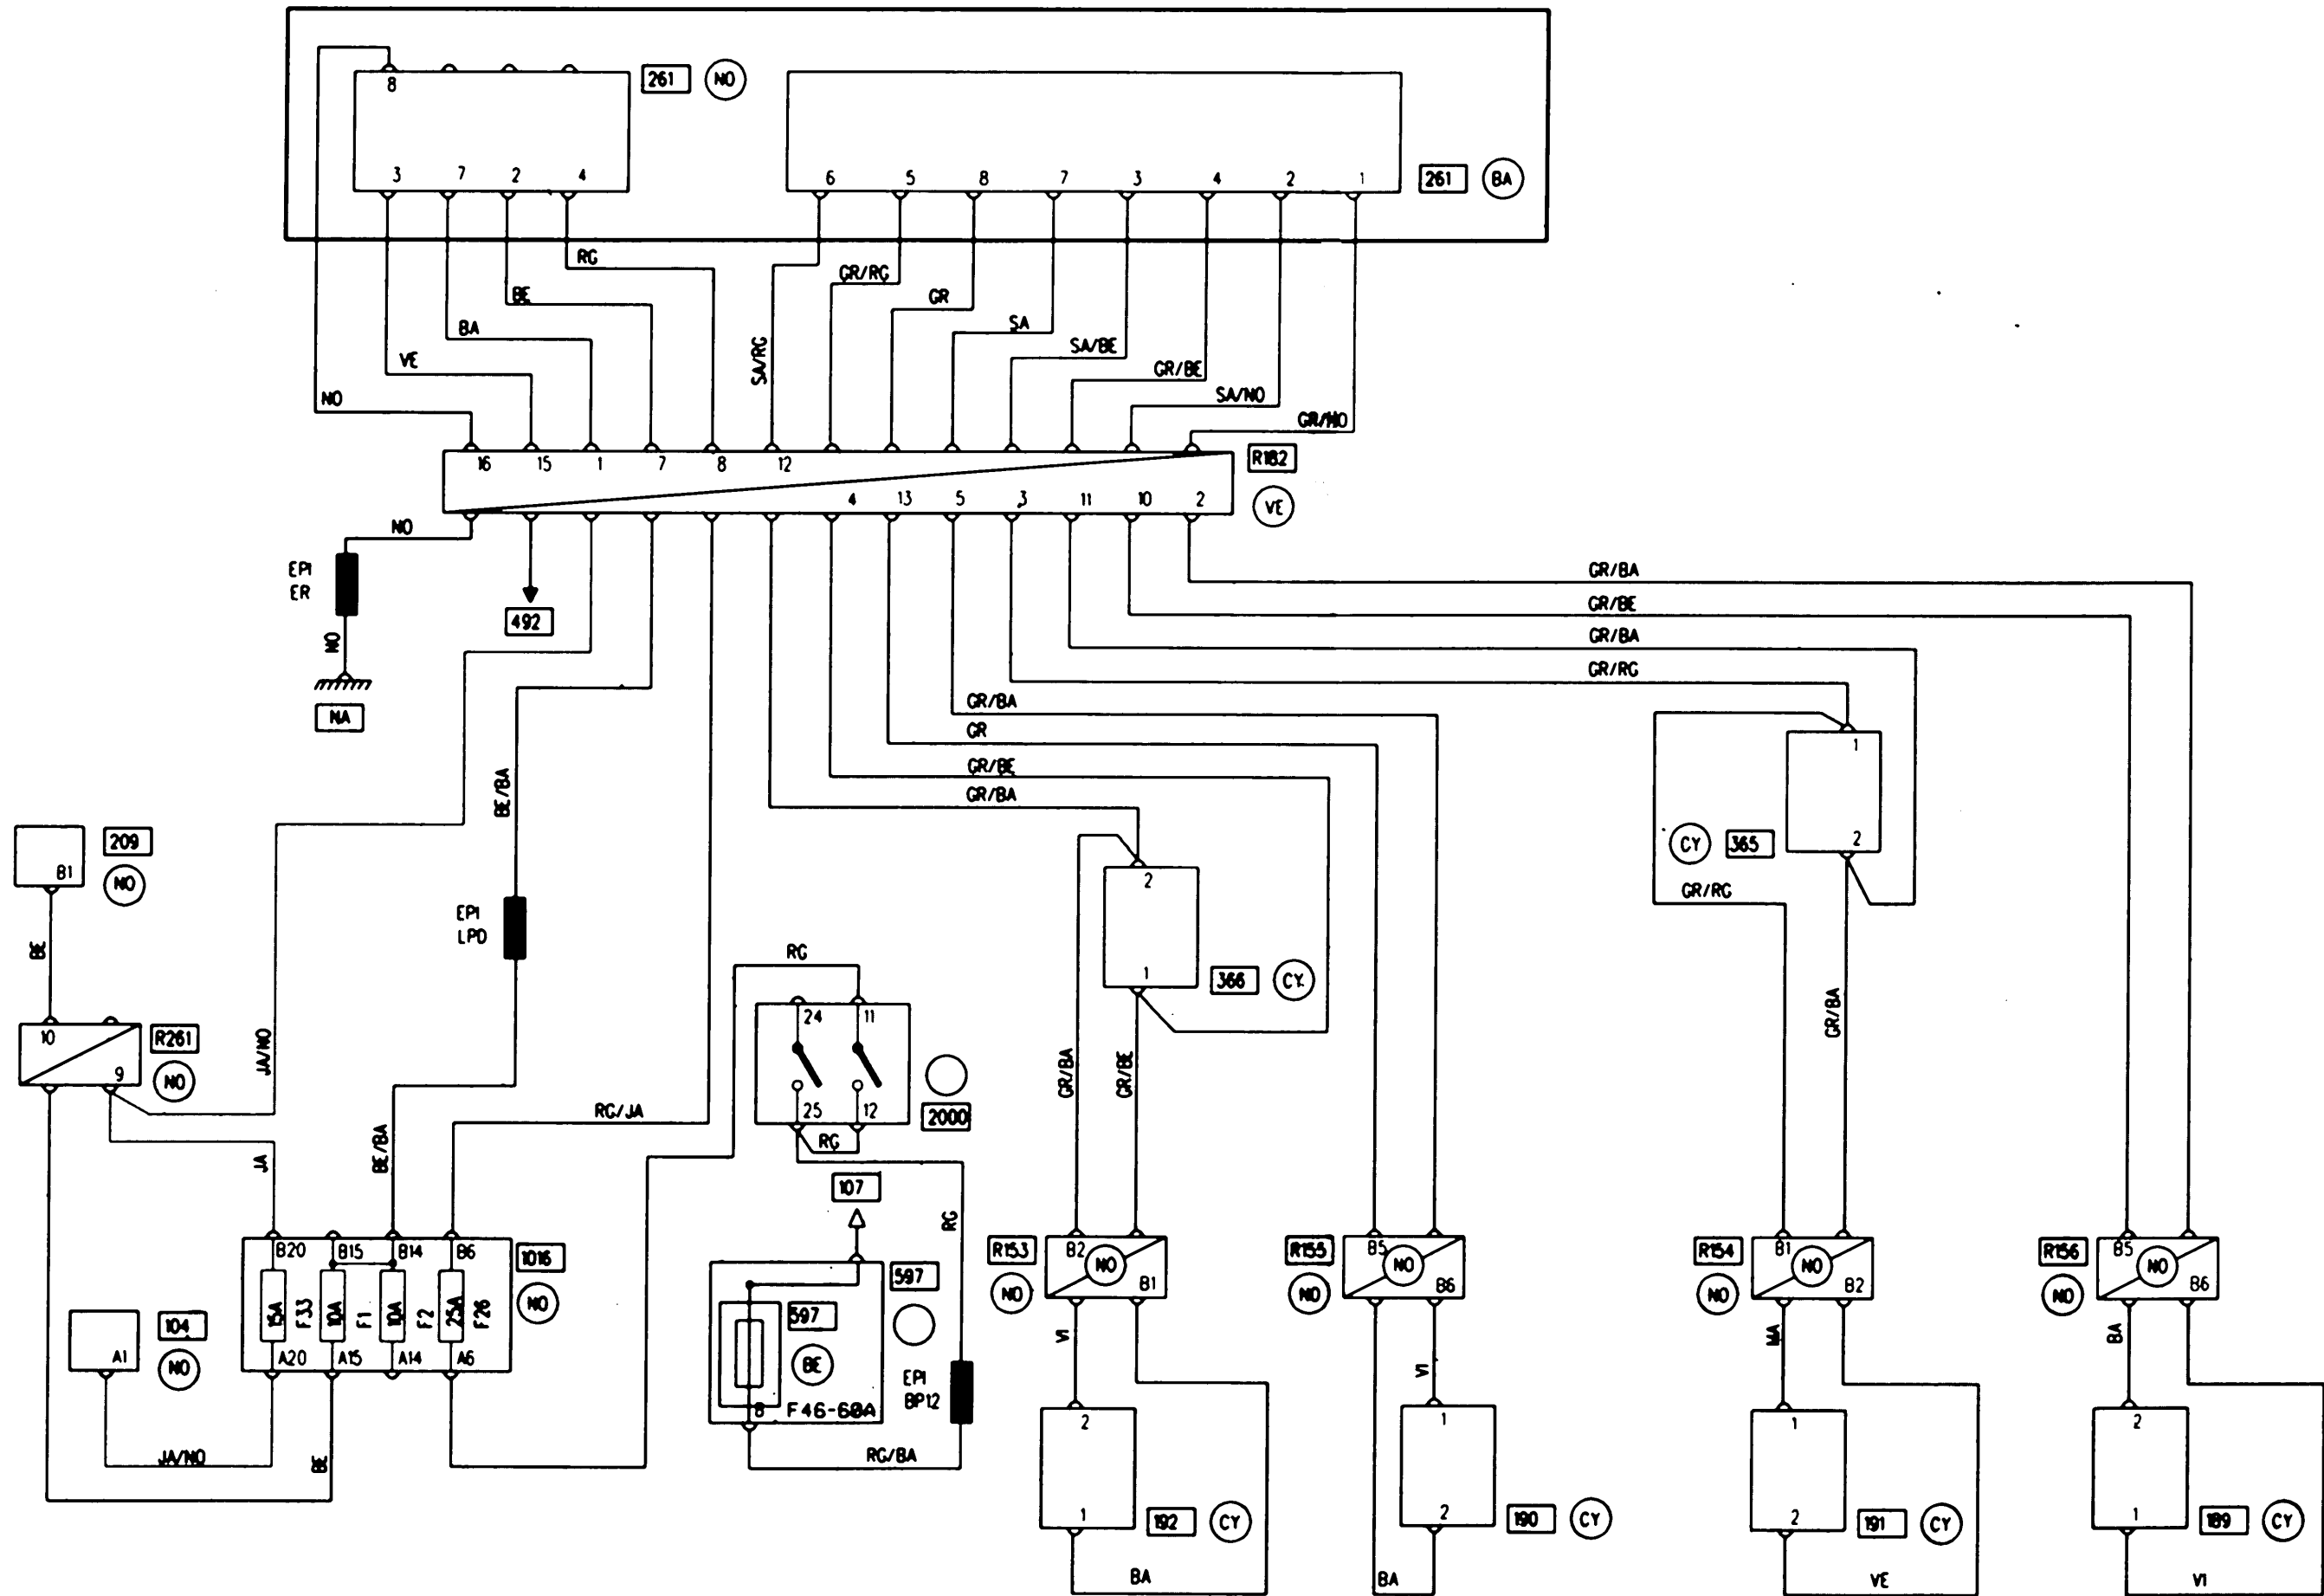 8
261 NO
3 7 2 4
6 5 8 7 3 4 2 1
261 BA
RG
GR/RG
BE
GR
BA
SA
VE
SA/RG
SA/BE
GR/BE
NO
SA/NO
GR/NO
16 15 1 7 8 12
R182
4 13 5 3 11 10 2
VE
NO
EPI
ER
492
NO
NA
GR/BA
GR/BE
GR/BA
GR/RG
GR/BA
GR
GR/BE
GR/BA
BE/BA
1
2
CY 365
GR/RG
209
B1
NO
BE
EPI
LPD
2
1
366 CY
RG
24 11
25 12
RG
2000
10
R261
9
NO
JA/NO
GR/BA
GR/BE
GR/BA
RG/JA
JA
BE/BA
107
RG
B20 B15 B14 B6
1016
15A F33 10A F1 10A F2 25A F26
NO
A20 A15 A14 A6
104
A1
NO
JA/NO
BE
597
597
BE
8 F46-60A
EPI
BP12
RG/BA
R153 B2 NO B1
NO
R155 B5 NO B6
NO
R154 B1 NO B2
NO
R156 B5 NO B6
NO
VI
VI
MA
BA
2
1
192 CY
BA
1
2
190 CY
BA
1
2
191 CY
VE
2
1
189 CY
VI